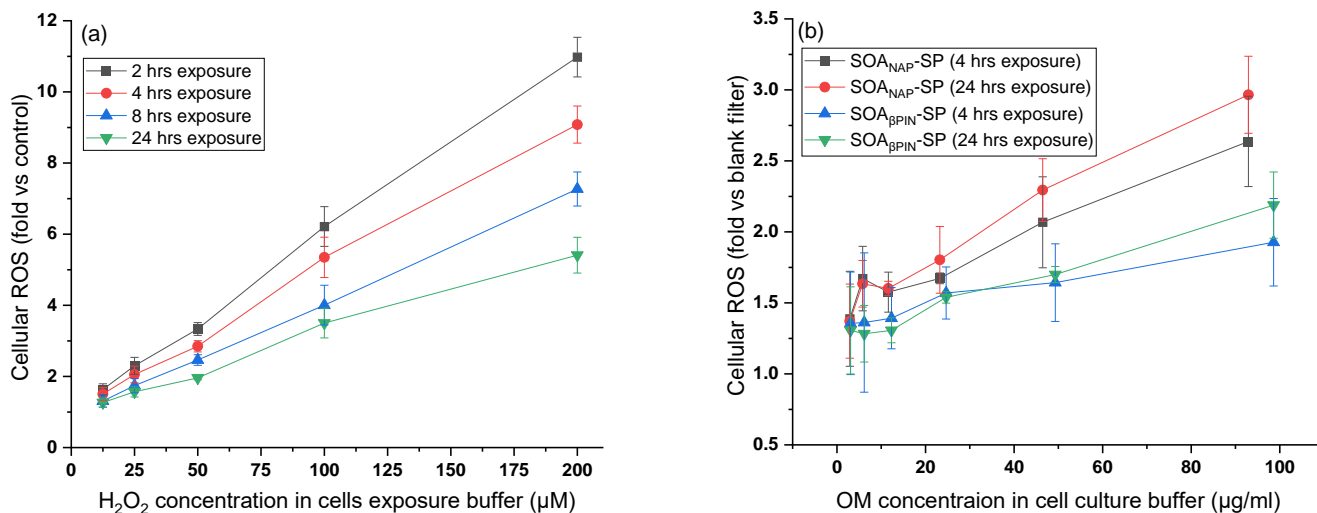 (a)
2 hrs exposure
4 hrs exposure
8 hrs exposure
24 hrs exposure
Cellular ROS (fold vs control)
12
10
8
6
4
2
0
0 25 50 75 100 125 150 175 200
H₂O₂ concentration in cells exposure buffer (µM)
(b)
SOA_NAP-SP (4 hrs exposure)
SOA_NAP-SP (24 hrs exposure)
SOA_βPIN-SP (4 hrs exposure)
SOA_βPIN-SP (24 hrs exposure)
Cellular ROS (fold vs blank filter)
3.5
3.0
2.5
2.0
1.5
1.0
0.5
0 20 40 60 80 100
OM concentraion in cell culture buffer (µg/ml)